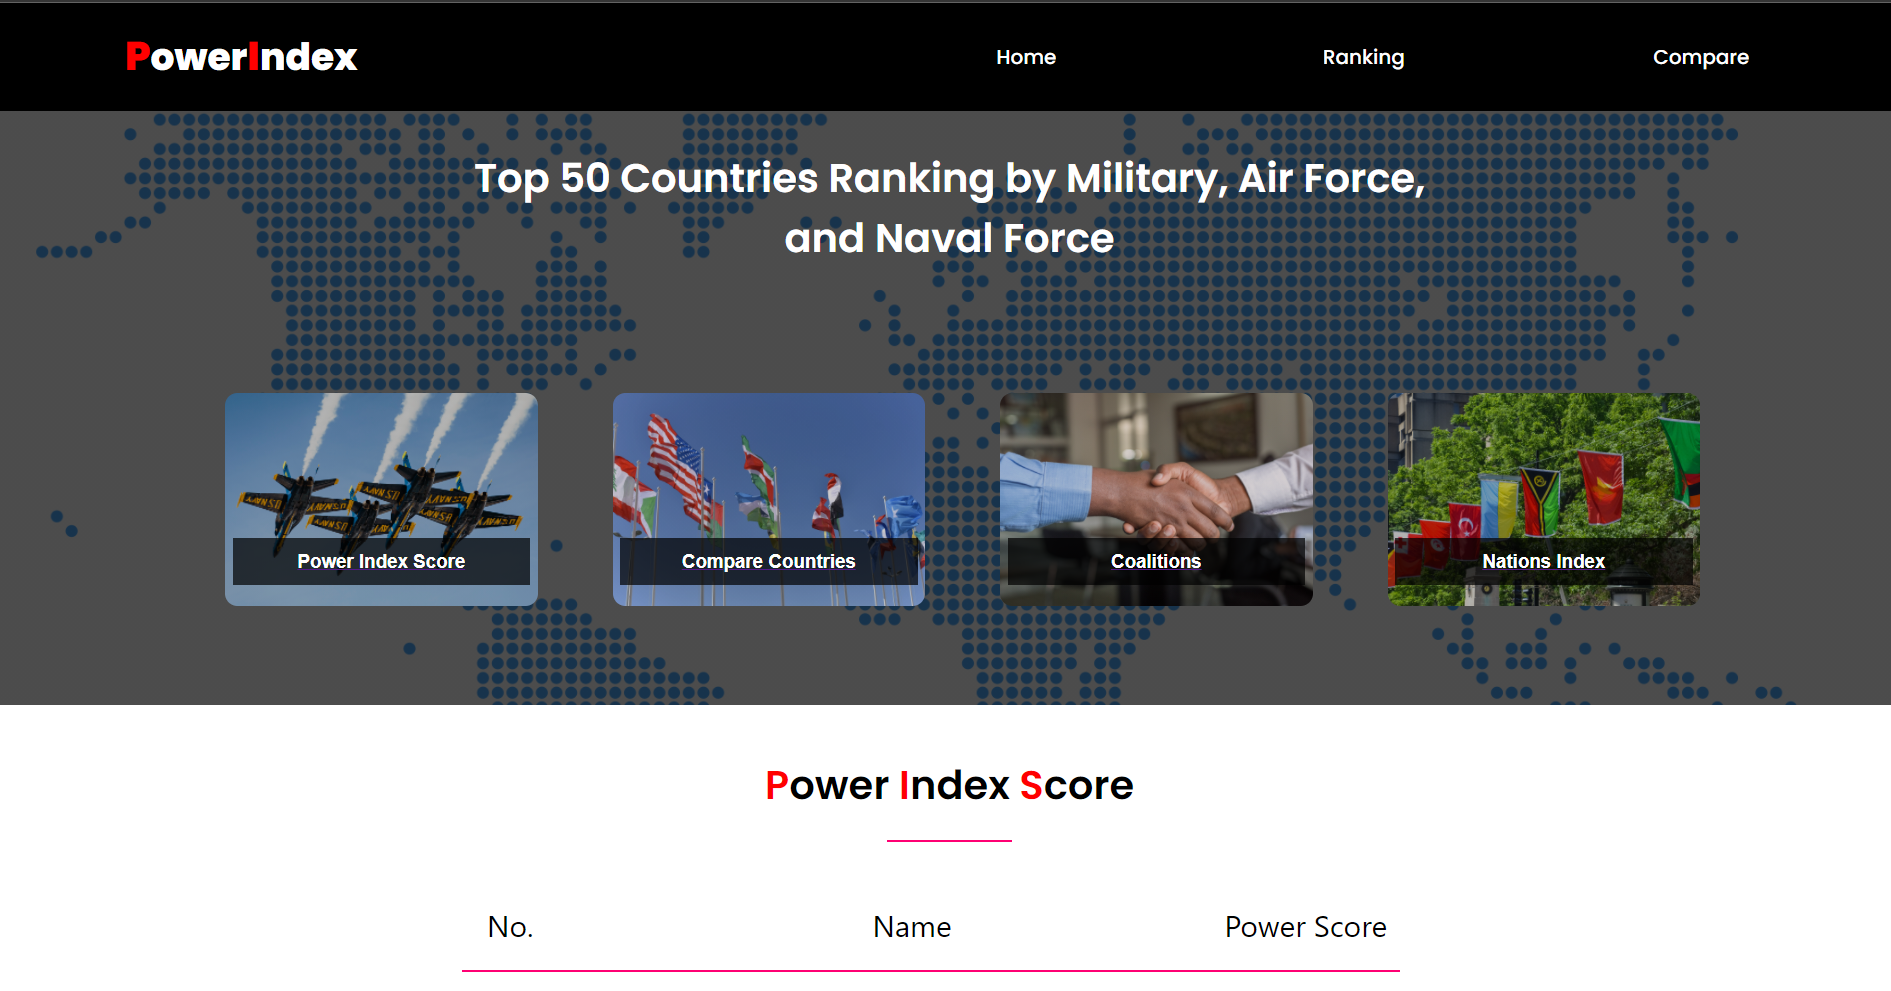 PowerIndex
Home
Ranking
Compare
Top 50 Countries Ranking by Military, Air Force,
and Naval Force
Power Index Score
Compare Countries
Coalitions
Nations Index
Power Index Score
No.
Name
Power Score